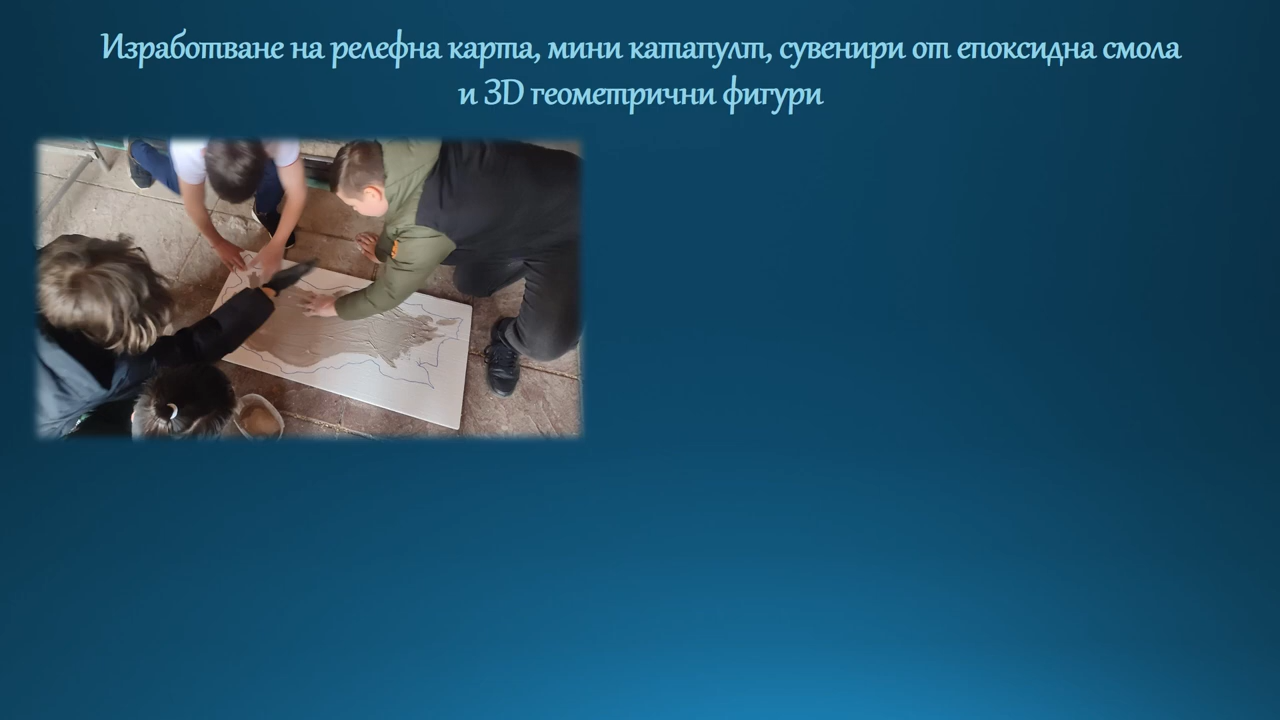 Изработване на релефна карта, мини катапулт, сувенири от епоксидна смола
и 3D геометрични фигури